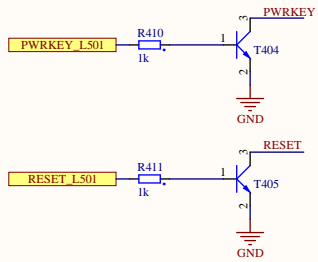 PWRKEY
3
R410
PWRKEY_L501
1
T404
1k
2
GND
RESET
3
R411
RESET_L501
1
T405
1k
2
GND